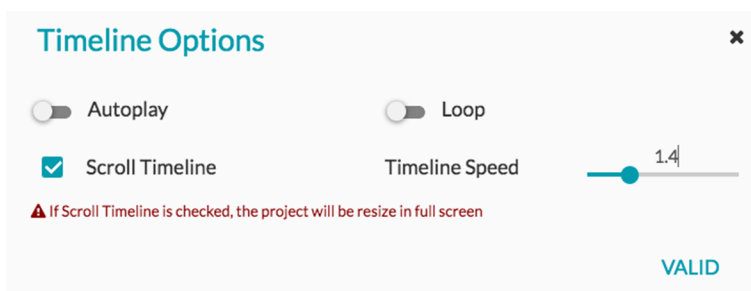 Timeline Options
Autoplay
Loop
Scroll Timeline
Timeline Speed
1.4
If Scroll Timeline is checked, the project will be resize in full screen
VALID